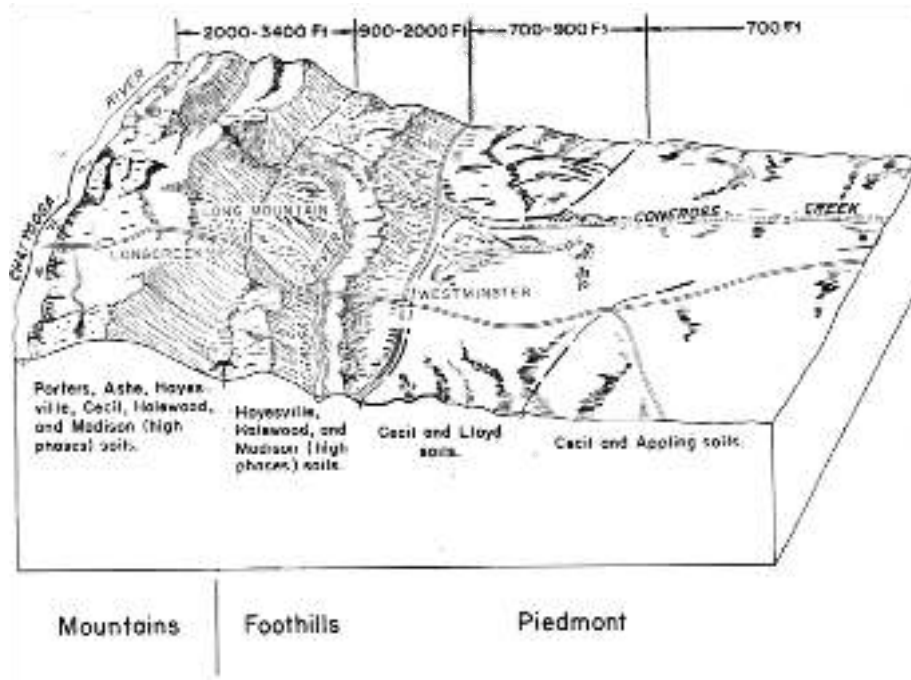 2000-3400 Ft 900-2000 Ft 700-900 Ft 700 Ft
RIVER
CHATTOOGA
LONG MOUNTAIN
LONGCREEK
CONEROSS CREEK
WESTMINSTER
Porters, Ashe, Hayes-
ville, Cecil, Halewood,
and Madison (high
phases) soils.
Hayesville,
Halewood, and
Madison (high
phases) soils.
Cecil and Lloyd
soils.
Cecil and Appling soils.
Mountains
Foothills
Piedmont